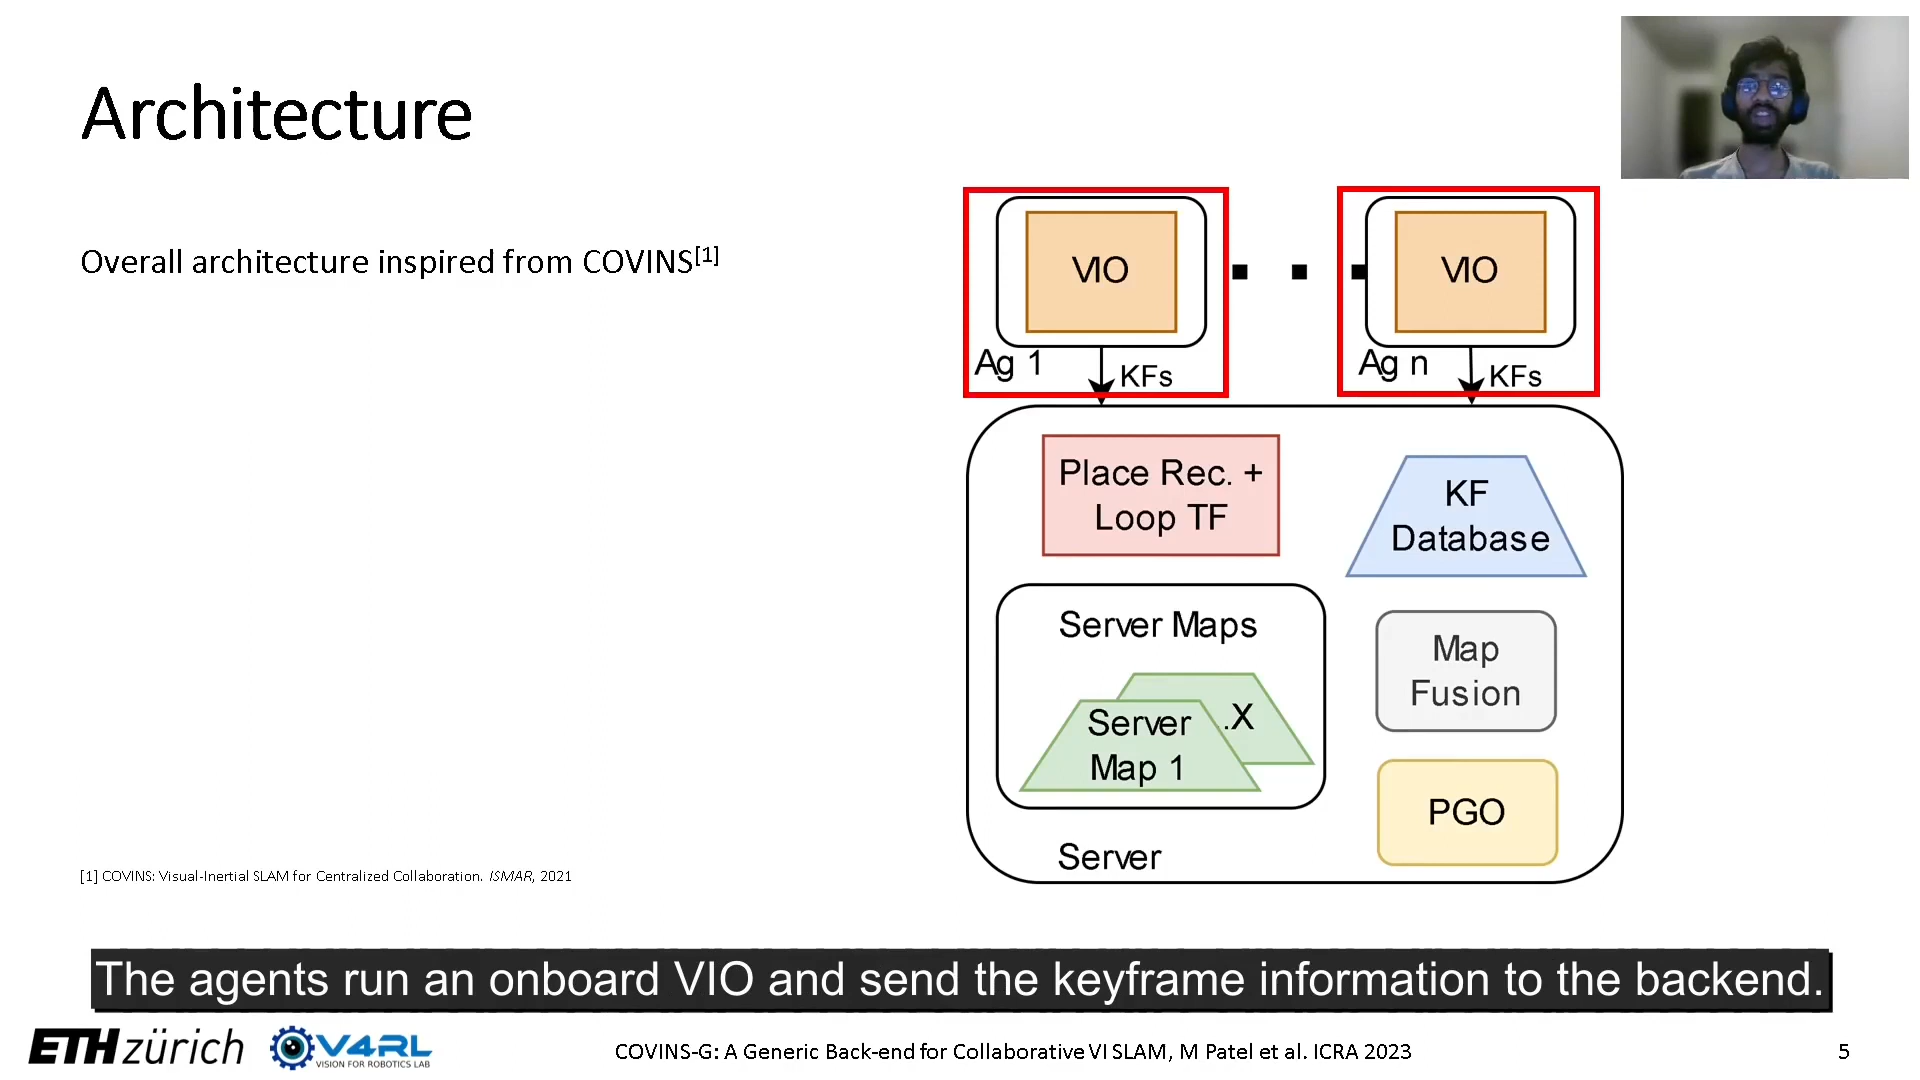 Architecture
Overall architecture inspired from COVINS[1]
VIO
VIO
Ag 1
KFs
Ag n
KFs
Place Rec. +
Loop TF
KF
Database
Server Maps
Server
Map 1
.X
Map
Fusion
PGO
Server
[1] COVINS: Visual-Inertial SLAM for Centralized Collaboration. ISMAR, 2021
The agents run an onboard VIO and send the keyframe information to the backend.
ETH zürich
V4RL
VISION FOR ROBOTICS LAB
COVINS-G: A Generic Back-end for Collaborative VI SLAM, M Patel et al. ICRA 2023
5